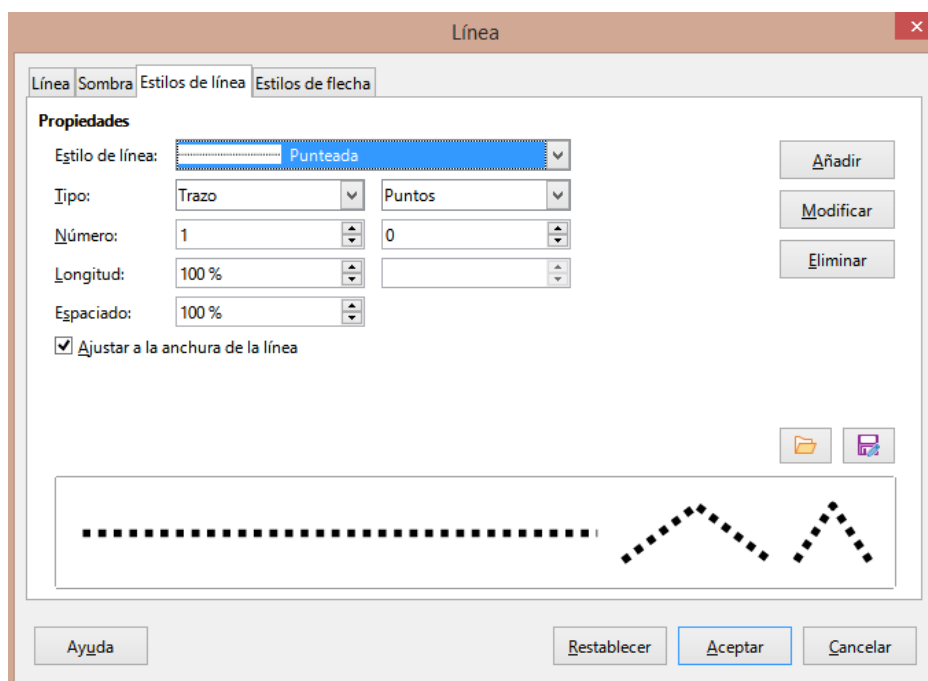 Línea
Línea Sombra Estilos de línea Estilos de flecha
Propiedades
Estilo de línea: Punteada
Añadir
Tipo: Trazo Puntos
Modificar
Número: 1 0
Eliminar
Longitud: 100 %
Espaciado: 100 %
Ajustar a la anchura de la línea
Ayuda Restablecer Aceptar Cancelar